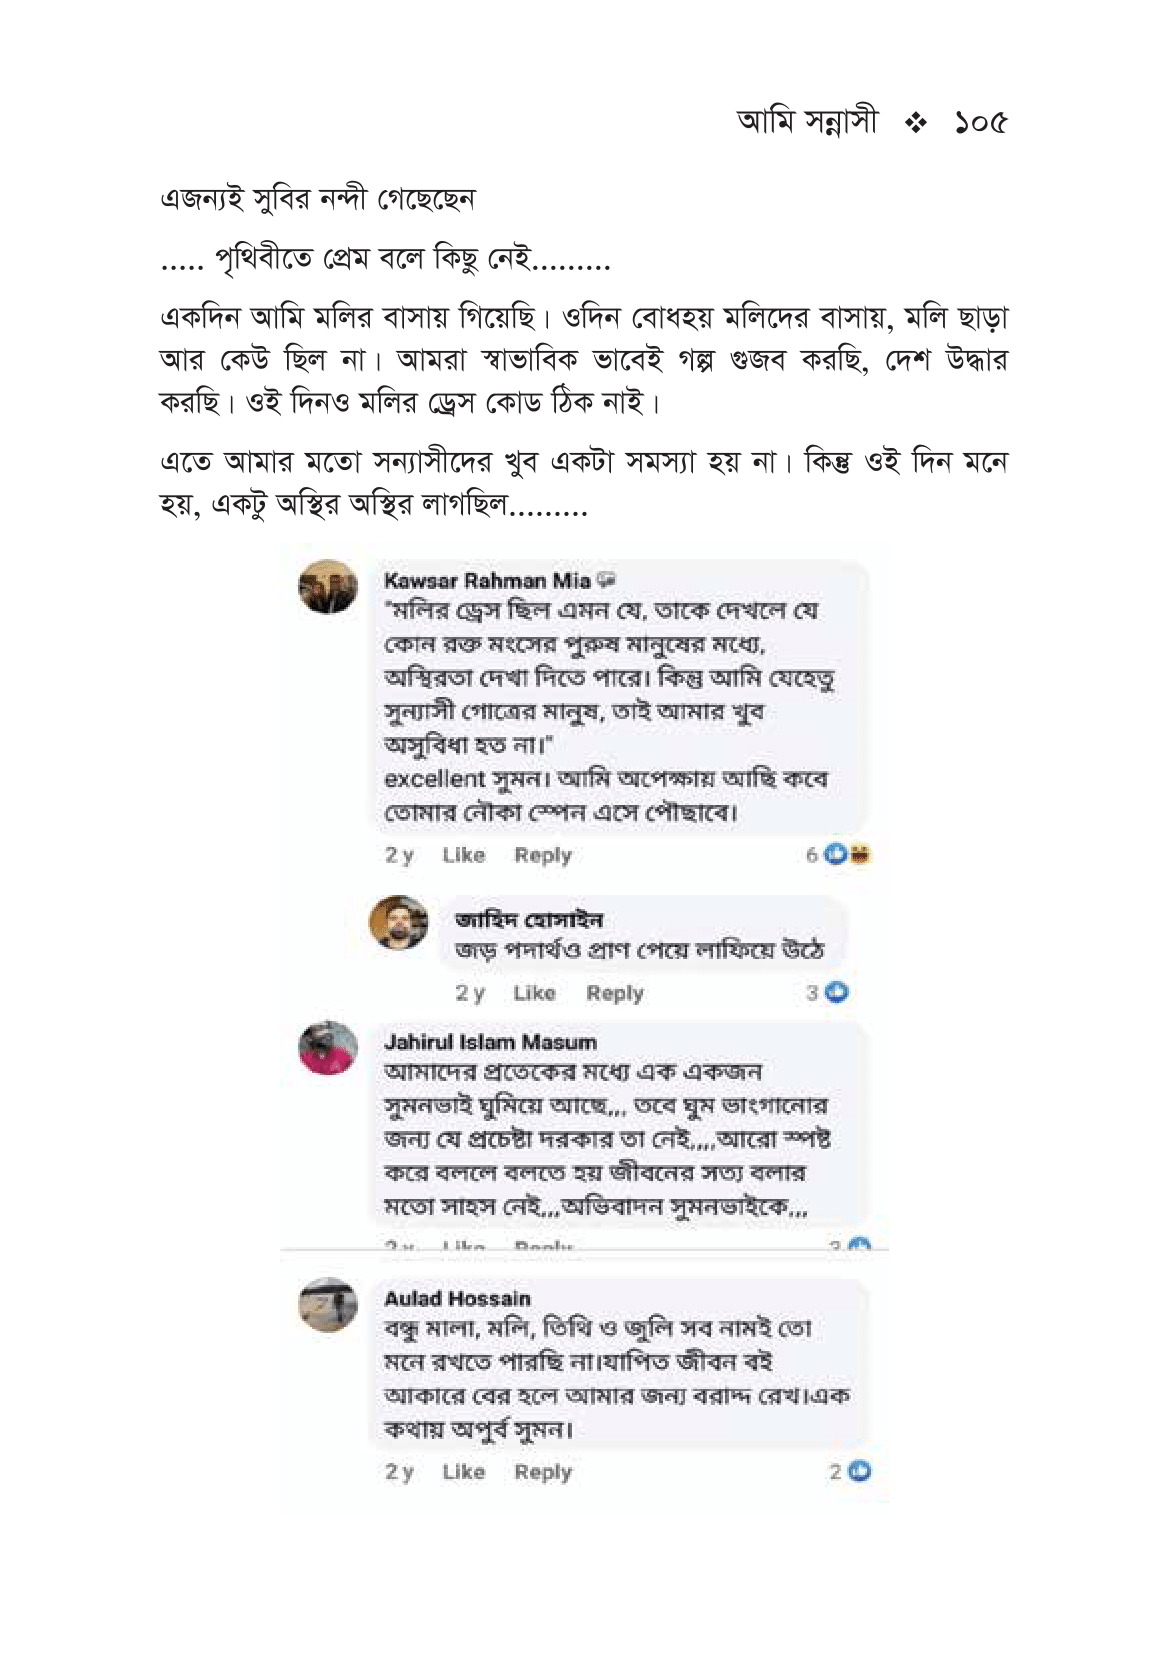 আমি সন্নাসী ❖ ১০৫
এজন্যই সুবির নন্দী গেছেছেন
..... পৃথিবীতে প্রেম বলে কিছু নেই.........
একদিন আমি মলির বাসায় গিয়েছি। ওদিন বোধহয় মলিদের বাসায়, মলি ছাড়া
আর কেউ ছিল না। আমরা স্বাভাবিক ভাবেই গল্প গুজব করছি, দেশ উদ্ধার
করছি। ওই দিনও মলির ড্রেস কোড ঠিক নাই।
এতে আমার মতো সন্যাসীদের খুব একটা সমস্যা হয় না। কিন্তু ওই দিন মনে
হয়, একটু অস্থির অস্থির লাগছিল.........
Kawsar Rahman Mia
"মলির ড্রেস ছিল এমন যে, তাকে দেখলে যে
কোন রক্ত মংসের পুরুষ মানুষের মধ্যে,
অস্থিরতা দেখা দিতে পারে। কিন্তু আমি যেহেতু
সুন্যাসী গোত্রের মানুষ, তাই আমার খুব
অসুবিধা হত না।"
excellent সুমন। আমি অপেক্ষায় আছি কবে
তোমার নৌকা স্পেন এসে পৌছাবে।
2 y Like Reply 6
জাহিদ হোসাইন
জড় পদার্থও প্রাণ পেয়ে লাফিয়ে উঠে
2 y Like Reply 3
Jahirul Islam Masum
আমাদের প্রতেকের মধ্যে এক একজন
সুমনভাই ঘুমিয়ে আছে,,, তবে ঘুম ভাংগানোর
জন্য যে প্রচেষ্টা দরকার তা নেই,,,,আরো স্পষ্ট
করে বললে বলতে হয় জীবনের সত্য বলার
মতো সাহস নেই,,,অভিবাদন সুমনভাইকে,,,
2 y Like Reply
Aulad Hossain
বন্ধু মালা, মলি, তিথি ও জুলি সব নামই তো
মনে রখতে পারছি না।যাপিত জীবন বই
আকারে বের হলে আমার জন্য বরাদ্দ রেখ।এক
কথায় অপুর্ব সুমন।
2 y Like Reply 2